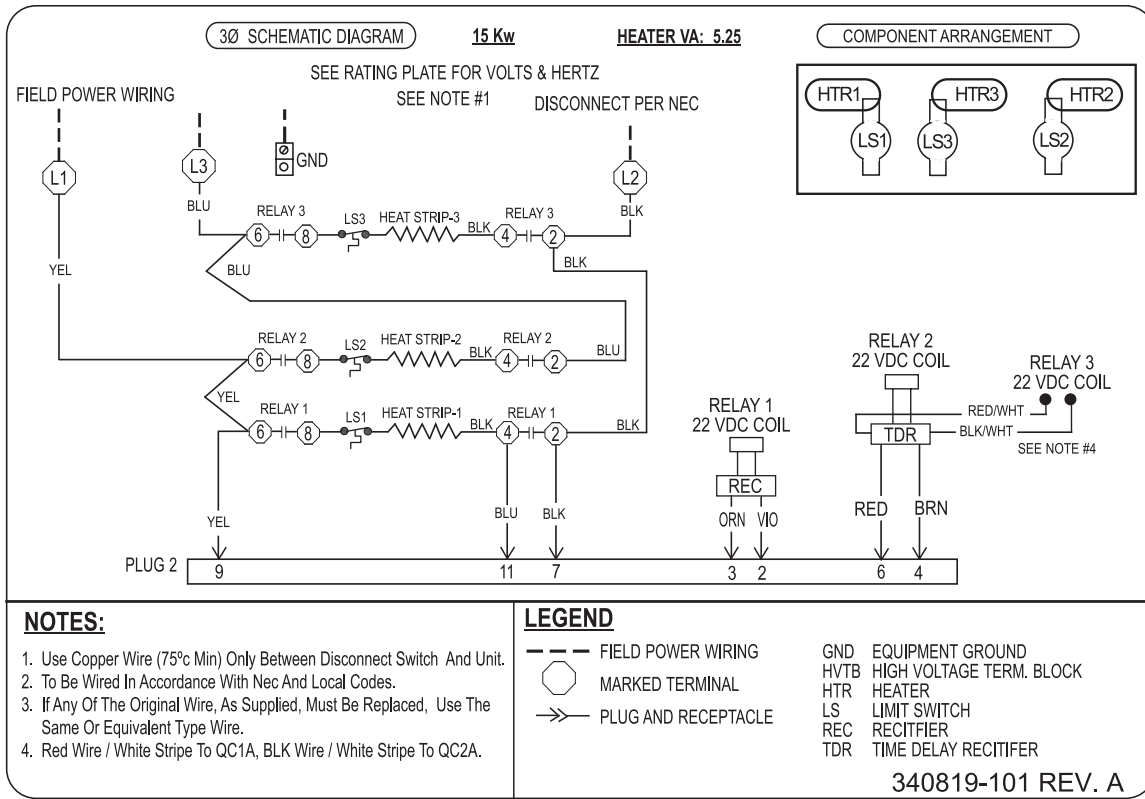 3Ø SCHEMATIC DIAGRAM
15 Kw
HEATER VA: 5.25
COMPONENT ARRANGEMENT
SEE RATING PLATE FOR VOLTS & HERTZ
SEE NOTE #1
FIELD POWER WIRING
DISCONNECT PER NEC
HTR1
HTR3
HTR2
LS1
LS3
LS2
L1
L3
GND
L2
BLU
BLK
RELAY 3
LS3
HEAT STRIP-3
BLK
RELAY 3
6
8
4
2
YEL
BLU
BLK
RELAY 2
LS2
HEAT STRIP-2
BLK
RELAY 2
6
8
4
2
BLU
YEL
RELAY 1
LS1
HEAT STRIP-1
BLK
RELAY 1
6
8
4
2
BLK
RELAY 1
22 VDC COIL
REC
ORN
VIO
RELAY 2
22 VDC COIL
RELAY 3
22 VDC COIL
RED/WHT
BLK/WHT
TDR
SEE NOTE #4
RED
BRN
YEL
BLU
BLK
PLUG 2
9
11
7
3
2
6
4
NOTES:
1. Use Copper Wire (75ºc Min) Only Between Disconnect Switch And Unit.
2. To Be Wired In Accordance With Nec And Local Codes.
3. If Any Of The Original Wire, As Supplied, Must Be Replaced, Use The
Same Or Equivalent Type Wire.
4. Red Wire / White Stripe To QC1A, BLK Wire / White Stripe To QC2A.
LEGEND
FIELD POWER WIRING
MARKED TERMINAL
PLUG AND RECEPTACLE
GND EQUIPMENT GROUND
HVTB HIGH VOLTAGE TERM. BLOCK
HTR HEATER
LS LIMIT SWITCH
REC RECITFIER
TDR TIME DELAY RECITIFER
340819-101 REV. A